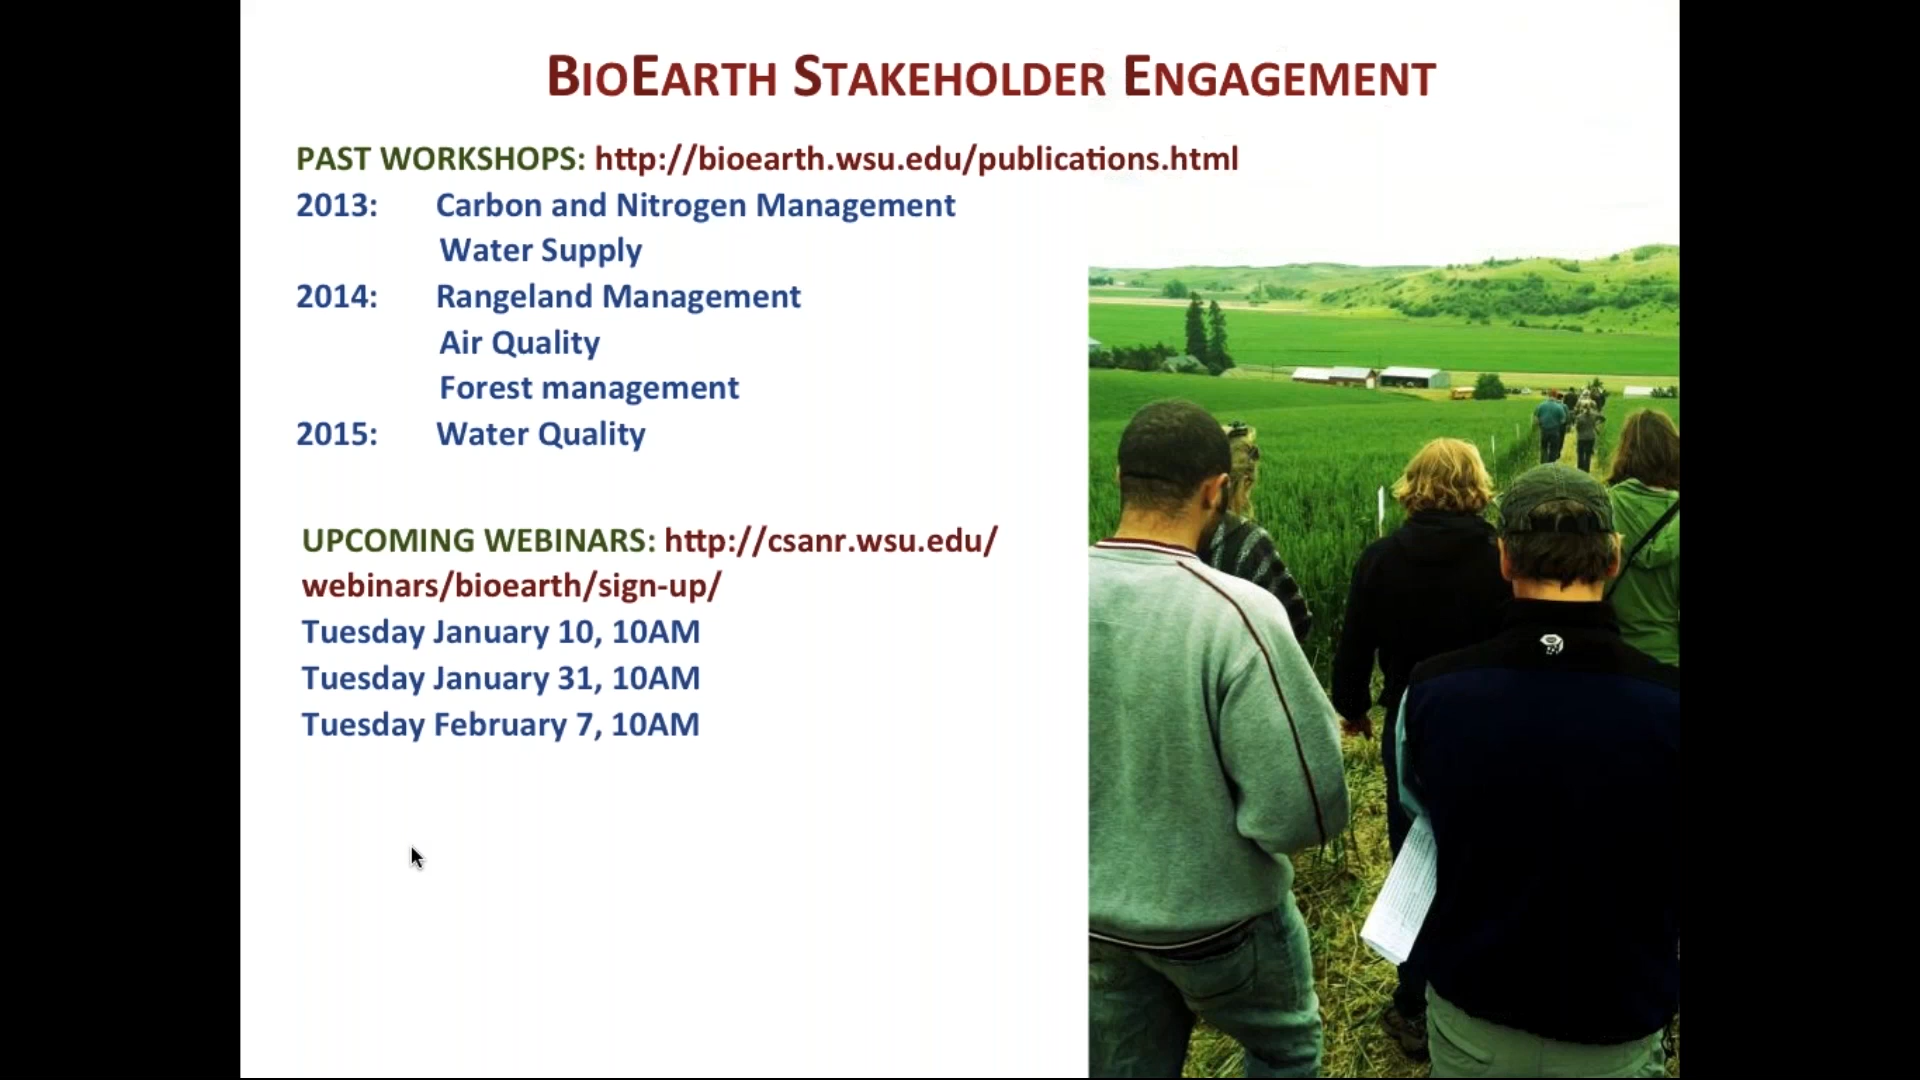 BIOEARTH STAKEHOLDER ENGAGEMENT
PAST WORKSHOPS: http://bioearth.wsu.edu/publications.html
2013: Carbon and Nitrogen Management
Water Supply
2014: Rangeland Management
Air Quality
Forest management
2015: Water Quality
UPCOMING WEBINARS: http://csanr.wsu.edu/
webinars/bioearth/sign-up/
Tuesday January 10, 10AM
Tuesday January 31, 10AM
Tuesday February 7, 10AM